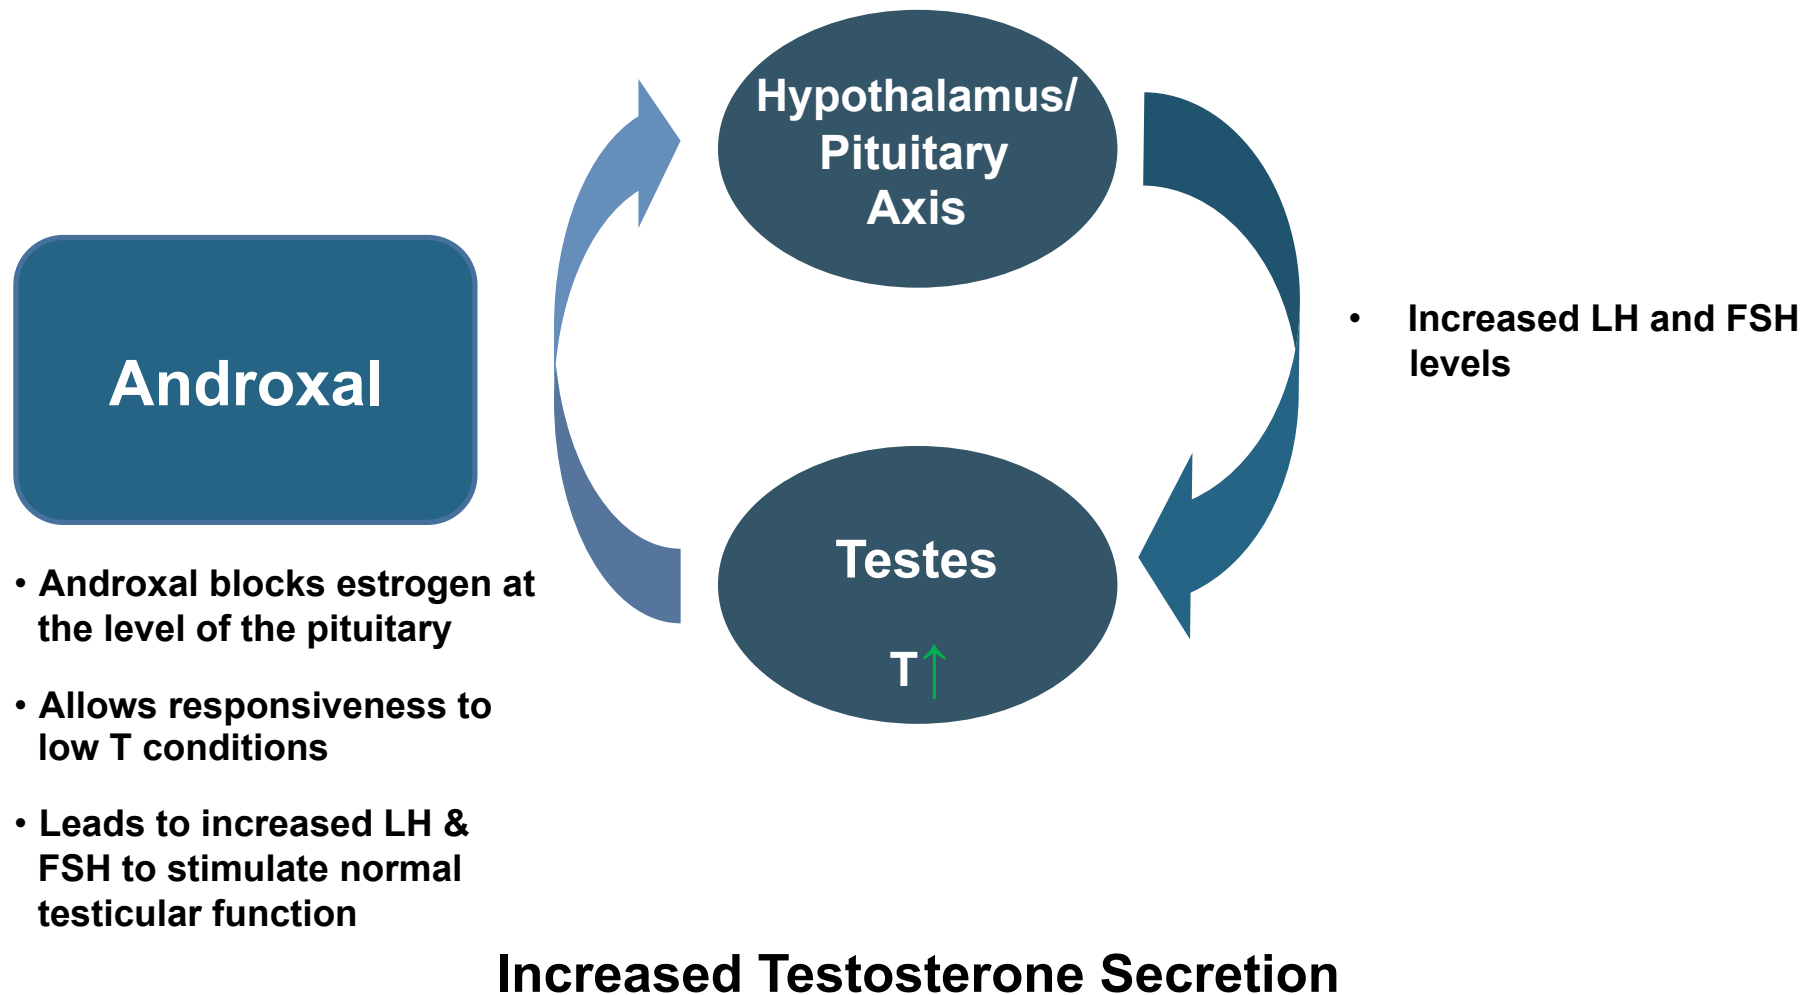 Hypothalamus/
Pituitary
Axis
Androxal
• Increased LH and FSH
levels
Testes
T↑
• Androxal blocks estrogen at
the level of the pituitary
• Allows responsiveness to
low T conditions
• Leads to increased LH &
FSH to stimulate normal
testicular function
Increased Testosterone Secretion